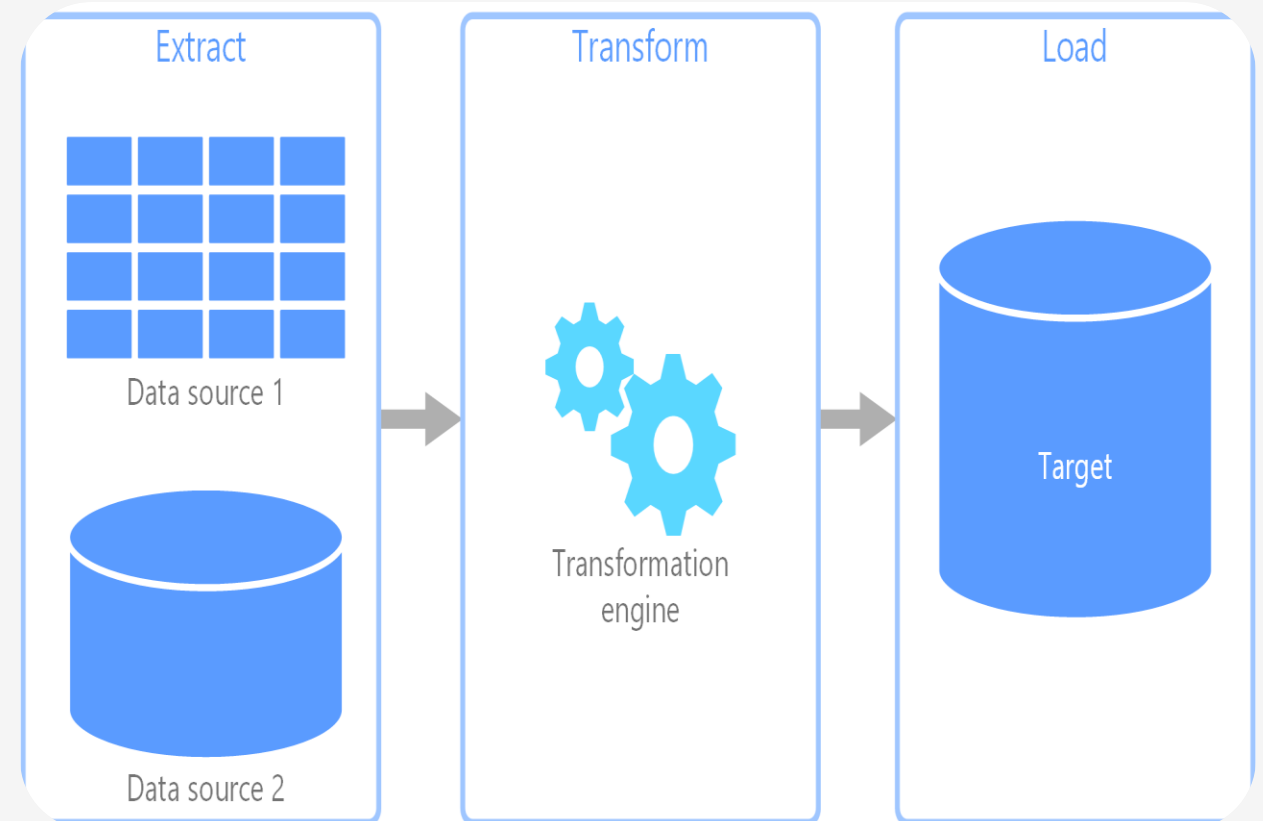 Extract
Data source 1
Data source 2
Transform
Transformation
engine
Load
Target